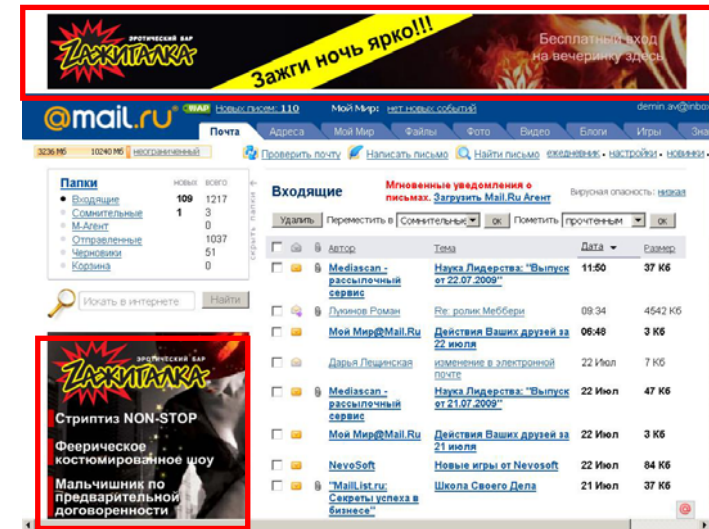 эротический бар
ZАЖИГАЛКА
Зажги ночь ярко!!!
Бесплатный вход
на вечеринку здесь
@mail.ru WAP Новых писем: 110 Мой Мир: нет новых событий demin.av@inbox
Почта Адреса Мой Мир Файлы Фото Видео Блоги Игры Зна
3236 Мб 10240 Мб неограниченный Проверить почту Написать письмо Найти письмо ежедневник • настройки • новинки •
Папки новых всего
Входящие 109 1217
Сомнительные 1 3
М-Агент 0
Отправленные 1037
Черновики 51
Корзина 0
скрыть папки
Искать в интернете Найти
эротический бар
ZАЖИГАЛКА
Стриптиз NON-STOP
Феерическое
костюмированное шоу
Мальчишник по
предварительной
договоренности
Входящие
Мгновенные уведомления о
письмах. Загрузить Mail.Ru Агент
Вирусная опасность: низкая
Удалить Переместить в Сомнительные ок Пометить прочтенным ок
Автор Тема Дата Размер
Mediascan - Наука Лидерства: "Выпуск 11:50 37 Кб
рассылочный от 22.07.2009"
сервис
Лукинов Роман Re: ролик Меббери 09:34 4542 Кб
Мой Мир@Mail.Ru Действия Ваших друзей за 06:48 3 Кб
22 июля
Дарья Лещинская изменение в электронной 22 Июл 7 Кб
почте
Mediascan - Наука Лидерства: "Выпуск 22 Июл 47 Кб
рассылочный от 21.07.2009"
сервис
Мой Мир@Mail.Ru Действия Ваших друзей за 22 Июл 3 Кб
21 июля
NevoSoft Новые игры от Nevosoft 22 Июл 84 Кб
"MailList.ru: Школа Своего Дела 21 Июл 37 Кб
Секреты успеха в
бизнесе"